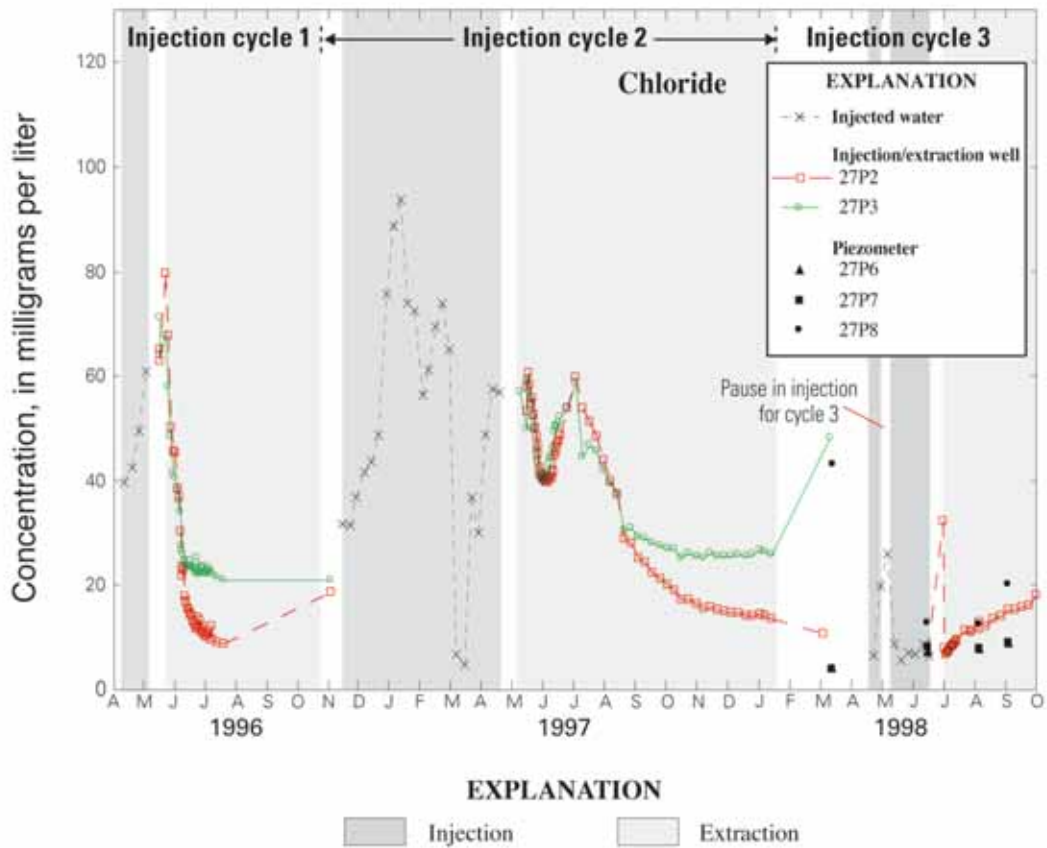 Injection cycle 1 Injection cycle 2 Injection cycle 3
Chloride
Concentration, in milligrams per liter
120
100
80
60
40
20
0
EXPLANATION
Injected water
Injection/extraction well
27P2
27P3
Piezometer
27P6
27P7
27P8
Pause in injection
for cycle 3
A M J J A S O N D J F M A M J J A S O N D J F M A M J J A S O
1996 1997 1998
EXPLANATION
Injection Extraction